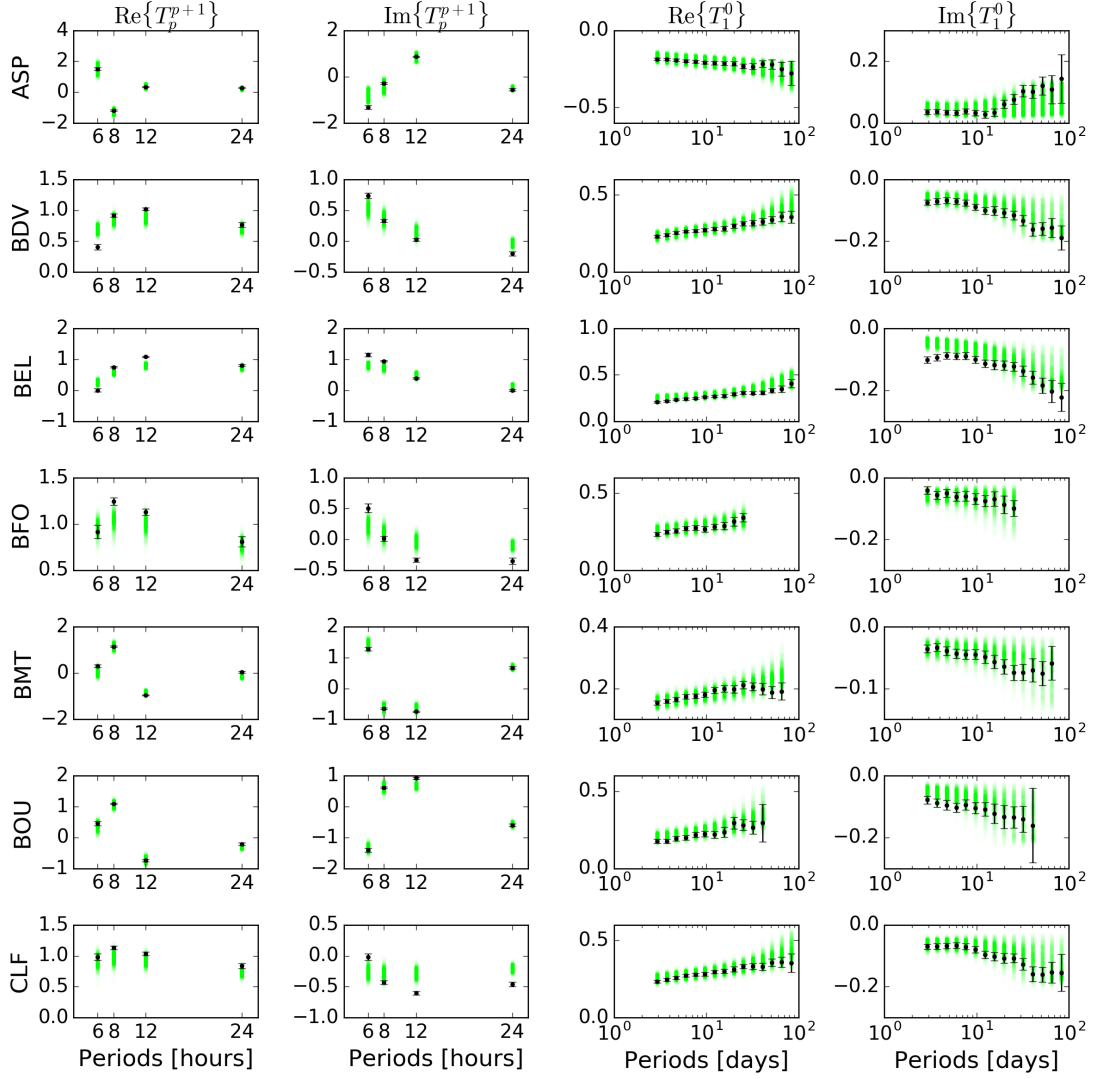 Re{T_p^{p+1}} Im{T_p^{p+1}} Re{T_1^0} Im{T_1^0}
ASP
4 2 0 −2
6 8 12 24
2 0 −2
6 8 12 24
0.0 −0.5
10^0 10^1 10^2
0.2 0.0
10^0 10^1 10^2
BDV
1.5 1.0 0.5 0.0
6 8 12 24
1.0 0.5 0.0 −0.5
6 8 12 24
0.5 0.0
10^0 10^1 10^2
0.0 −0.2
10^0 10^1 10^2
BEL
2 1 0 −1
6 8 12 24
2 1 0 −1
6 8 12 24
1.0 0.5 0.0
10^0 10^1 10^2
0.0 −0.2
10^0 10^1 10^2
BFO
1.5 1.0 0.5
6 8 12 24
1.0 0.5 0.0 −0.5
6 8 12 24
0.5 0.0
10^0 10^1 10^2
0.0 −0.2
10^0 10^1 10^2
BMT
2 0 −2
6 8 12 24
2 1 0 −1
6 8 12 24
0.4 0.2
10^0 10^1 10^2
0.0 −0.1
10^0 10^1 10^2
BOU
2 1 0 −1
6 8 12 24
1 0 −1 −2
6 8 12 24
0.5 0.0
10^0 10^1 10^2
0.0 −0.2
10^0 10^1 10^2
CLF
1.5 1.0 0.5 0.0
6 8 12 24
0.5 0.0 −0.5 −1.0
6 8 12 24
0.5 0.0
10^0 10^1 10^2
0.0 −0.2
10^0 10^1 10^2
Periods [hours] Periods [hours] Periods [days] Periods [days]